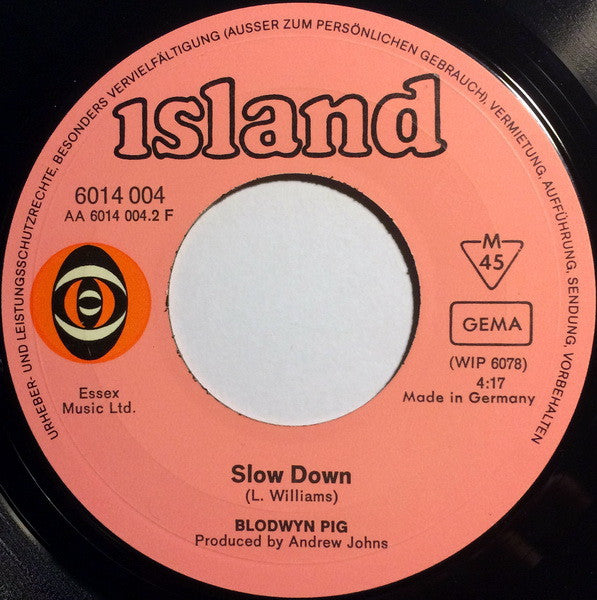 URHEBER- UND LEISTUNGSSCHUTZRECHTE, BESONDERS VERVIELFÄLTIGUNG (AUSSER ZUM PERSÖNLICHEN GEBRAUCH), VERMIETUNG, AUFFÜHRUNG, SENDUNG, VORBEHALTEN
island
6014 004
AA 6014 004.2 F
M
45
GEMA
(WIP 6078)
4:17
Made in Germany
Essex
Music Ltd.
Slow Down
(L. Williams)
BLODWYN PIG
Produced by Andrew Johns